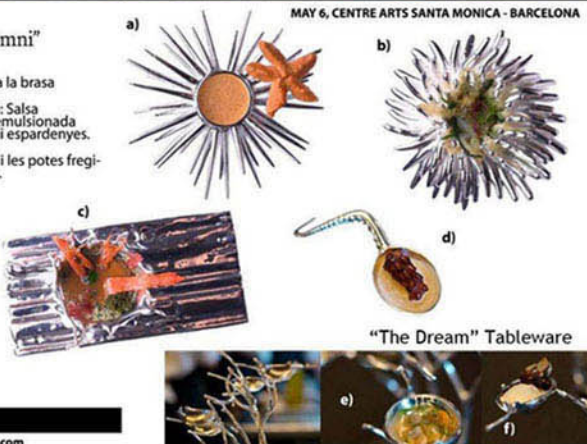 MAY 6, CENTRE ARTS SANTA MONICA - BARCELONA
a)
b)
mni”
a la brasa
: Salsa
emulsionada
i espardenyes.
i les potes fregi-
c)
d)
“The Dream” Tableware
e)
f)
com